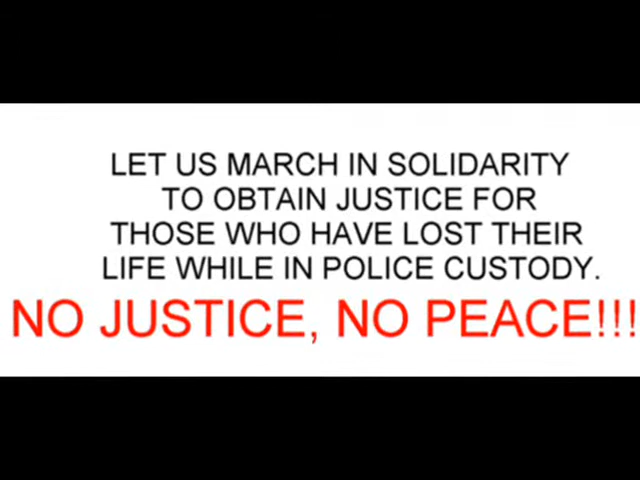 LET US MARCH IN SOLIDARITY
TO OBTAIN JUSTICE FOR
THOSE WHO HAVE LOST THEIR
LIFE WHILE IN POLICE CUSTODY.
NO JUSTICE, NO PEACE!!!